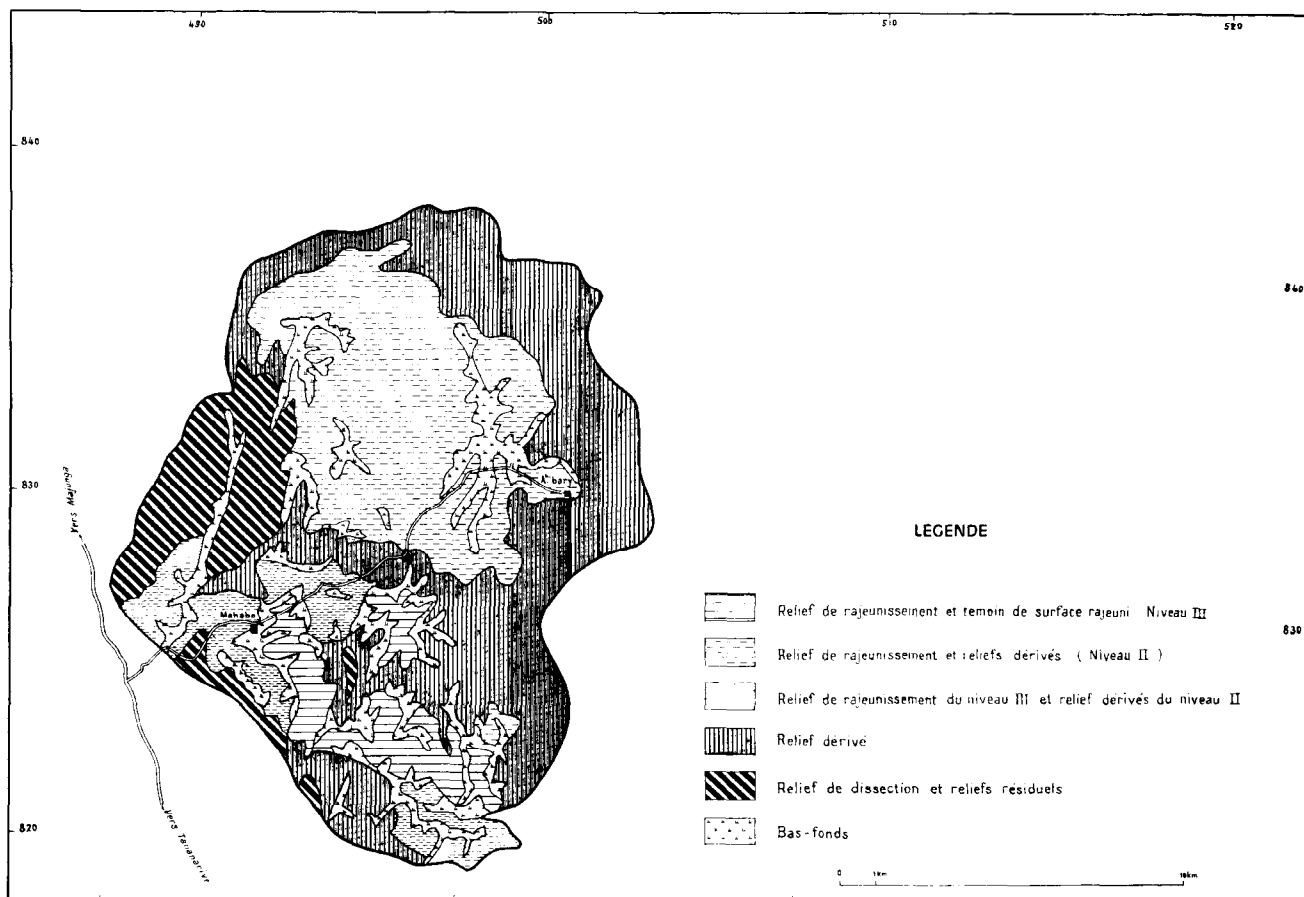 490 500 510 520
840
840
Vers Majunga
830
A. bary
Mahaba
830
820
Vers Tananarive
LEGENDE
Relief de rajeunissement et temoin de surface rajeuni Niveau III
Relief de rajeunissement et reliefs dérivés ( Niveau II )
Relief de rajeunissement du niveau III et relief dérivés du niveau II
Relief dérivé
Relief de dissection et reliefs résiduels
Bas-fonds
0 1km 10km